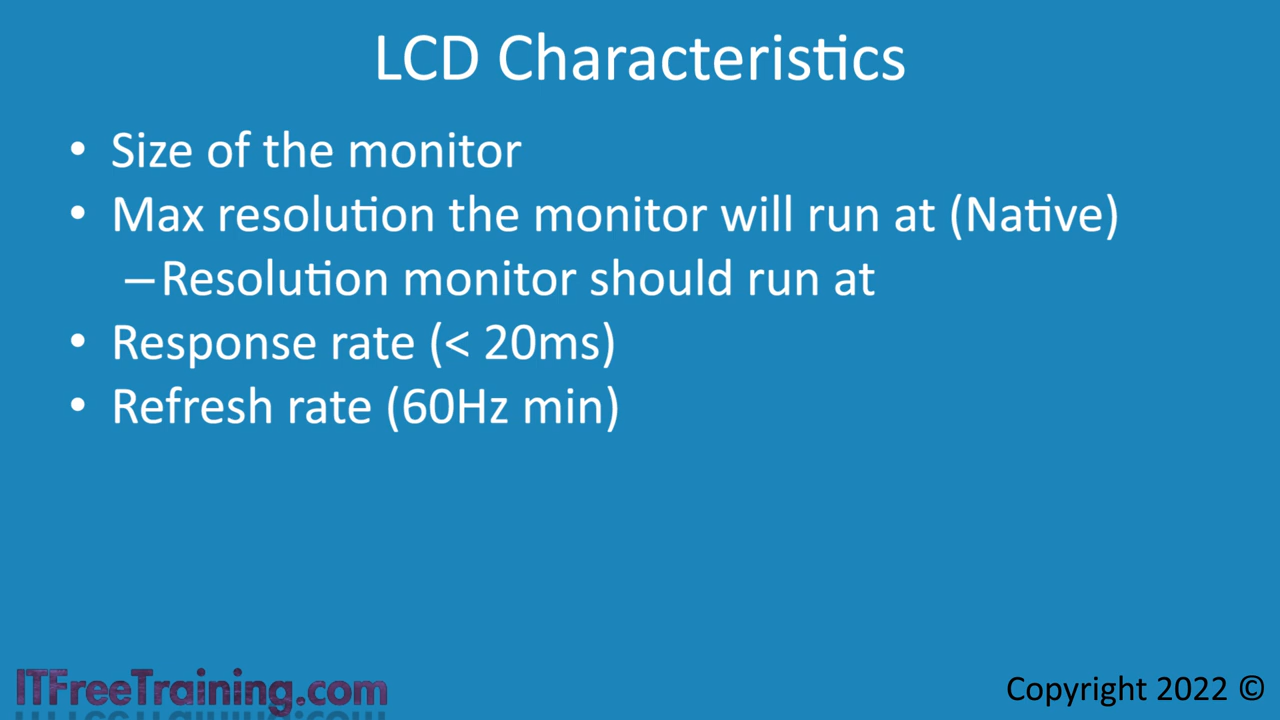 LCD Characteristics
• Size of the monitor
• Max resolution the monitor will run at (Native)
–Resolution monitor should run at
• Response rate (< 20ms)
• Refresh rate (60Hz min)
ITFreeTraining.com
Copyright 2022 ©